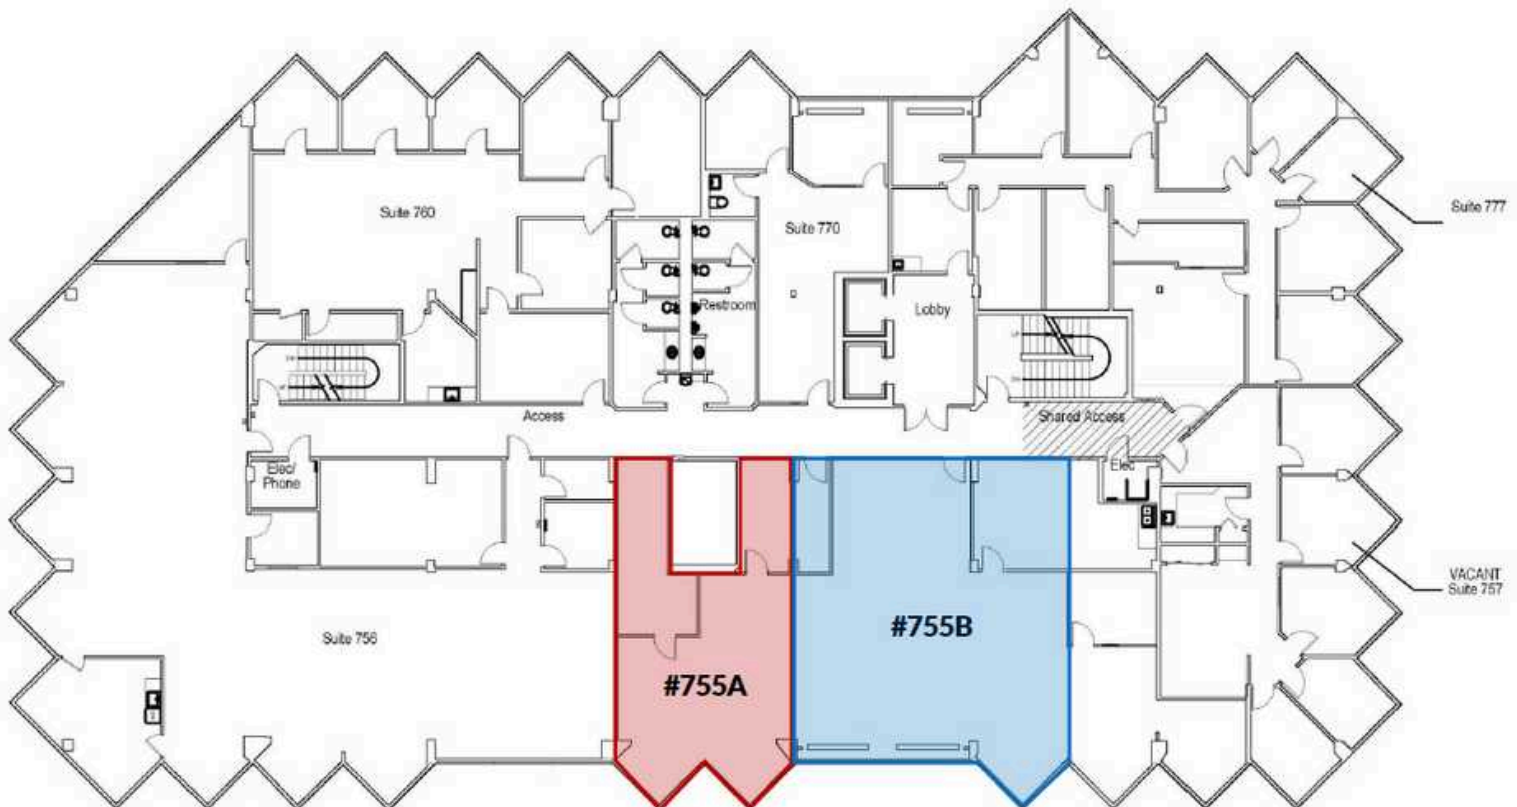 Suite 760
Suite 770
Suite 777
Restroom
Lobby
Access
Shared Access
Elec/
Phone
Elec
VACANT
Suite 757
#755B
Suite 756
#755A